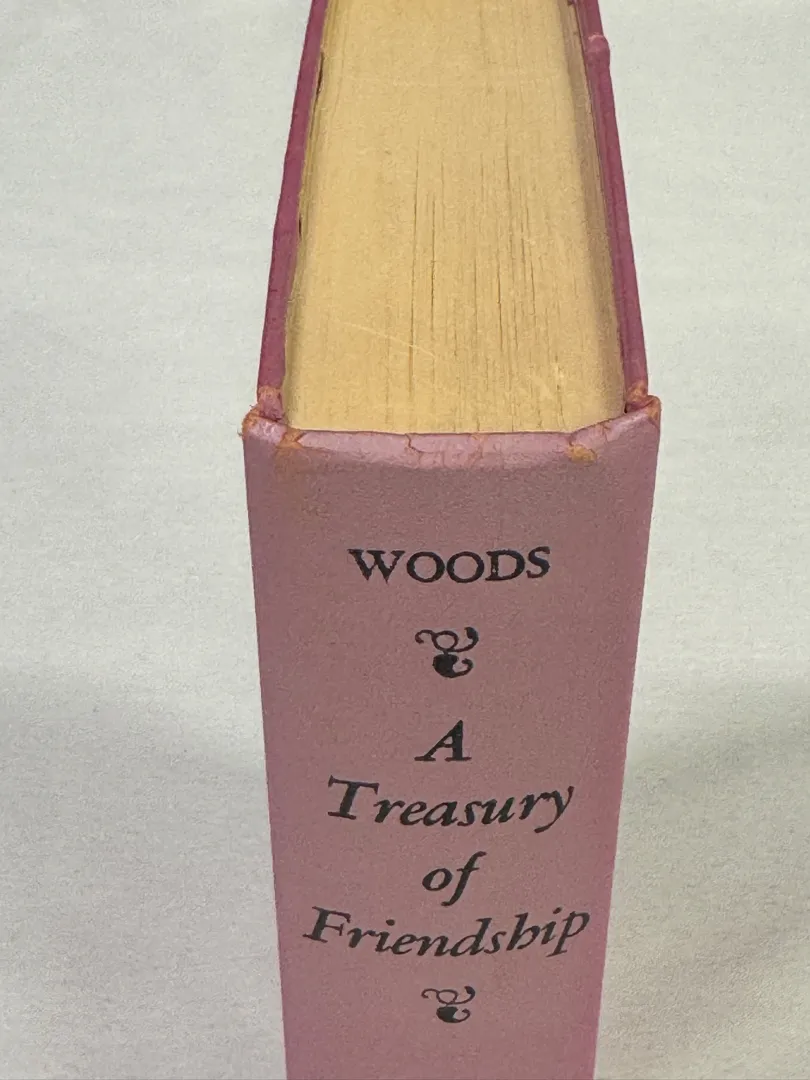 WOODS
A
Treasury
of
Friendship